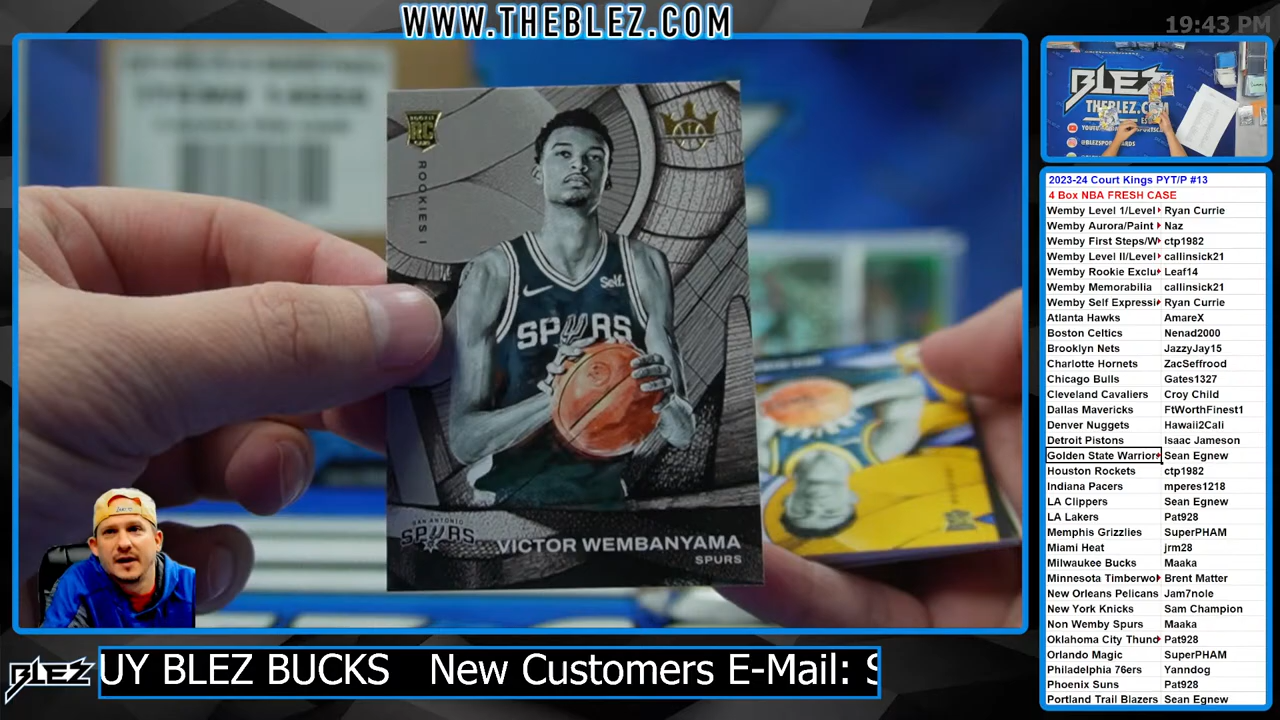 WWW.THEBLEZ.COM
19:43 PM
RC
ROOKIES I
Self.
SPURS
SAN ANTONIO
SPURS
VICTOR WEMBANYAMA
SPURS
BLEZ
THEBLEZ.COM
2023-24 Court Kings PYT/P #13
4 Box NBA FRESH CASE
Wemby Level 1/Level Ryan Currie
Wemby Aurora/Paint Naz
Wemby First Steps/W ctp1982
Wemby Level II/Level callinsick21
Wemby Rookie Exclu Leaf14
Wemby Memorabilia callinsick21
Wemby Self Expressi Ryan Currie
Atlanta Hawks AmareX
Boston Celtics Nenad2000
Brooklyn Nets JazzyJay15
Charlotte Hornets ZacSeffrood
Chicago Bulls Gates1327
Cleveland Cavaliers Croy Child
Dallas Mavericks FtWorthFinest1
Denver Nuggets Hawaii2Cali
Detroit Pistons Isaac Jameson
Golden State Warrior Sean Egnew
Houston Rockets ctp1982
Indiana Pacers mperes1218
LA Clippers Sean Egnew
LA Lakers Pat928
Memphis Grizzlies SuperPHAM
Miami Heat jrm28
Milwaukee Bucks Maaka
Minnesota Timberwol Brent Matter
New Orleans Pelicans Jam7nole
New York Knicks Sam Champion
Non Wemby Spurs Maaka
Oklahoma City Thund Pat928
Orlando Magic SuperPHAM
Philadelphia 76ers Yanndog
Phoenix Suns Pat928
Portland Trail Blazers Sean Egnew
BLEZ
UY BLEZ BUCKS New Customers E-Mail: S